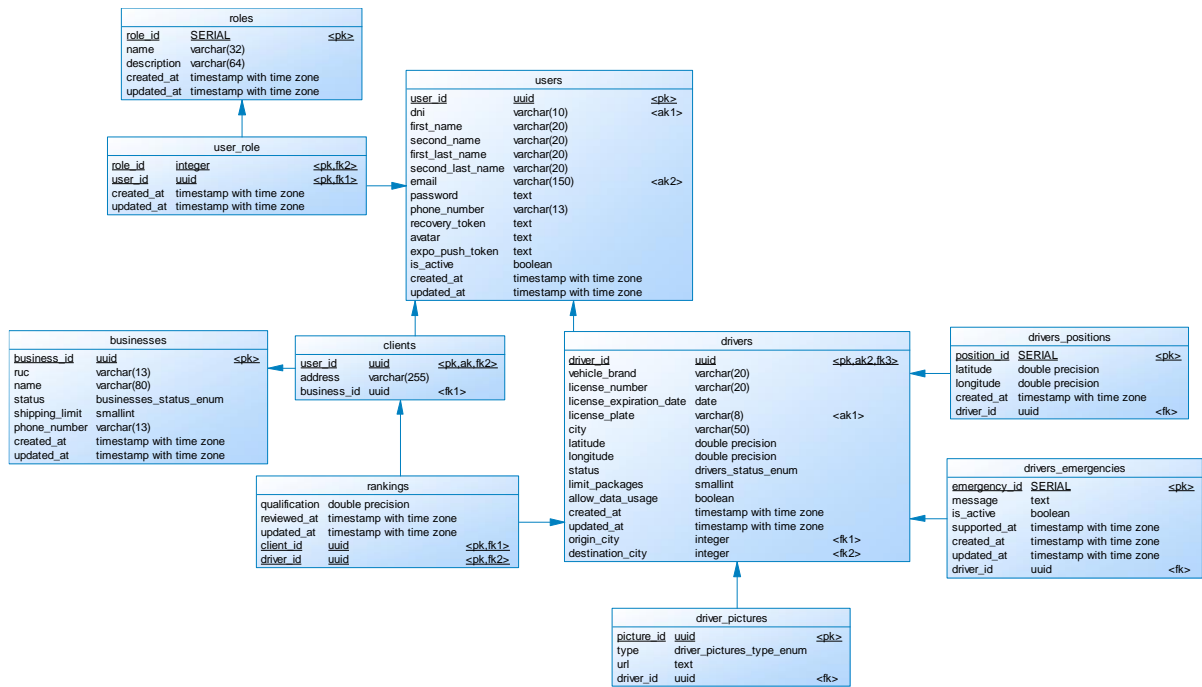 roles
role_id SERIAL <pk>
name varchar(32)
description varchar(64)
created_at timestamp with time zone
updated_at timestamp with time zone
users
user_id uuid <pk>
dni varchar(10) <ak1>
first_name varchar(20)
second_name varchar(20)
first_last_name varchar(20)
second_last_name varchar(20)
email varchar(150) <ak2>
password text
phone_number varchar(13)
recovery_token text
avatar text
expo_push_token text
is_active boolean
created_at timestamp with time zone
updated_at timestamp with time zone
user_role
role_id integer <pk,fk2>
user_id uuid <pk,fk1>
created_at timestamp with time zone
updated_at timestamp with time zone
businesses
business_id uuid <pk>
ruc varchar(13)
name varchar(80)
status businesses_status_enum
shipping_limit smallint
phone_number varchar(13)
created_at timestamp with time zone
updated_at timestamp with time zone
clients
user_id uuid <pk,ak,fk2>
address varchar(255)
business_id uuid <fk1>
drivers
driver_id uuid <pk,ak2,fk3>
vehicle_brand varchar(20)
license_number varchar(20)
license_expiration_date date
license_plate varchar(8) <ak1>
city varchar(50)
latitude double precision
longitude double precision
status drivers_status_enum
limit_packages smallint
allow_data_usage boolean
created_at timestamp with time zone
updated_at timestamp with time zone
origin_city integer <fk1>
destination_city integer <fk2>
drivers_positions
position_id SERIAL <pk>
latitude double precision
longitude double precision
created_at timestamp with time zone
driver_id uuid <fk>
rankings
qualification double precision
reviewed_at timestamp with time zone
updated_at timestamp with time zone
client_id uuid <pk,fk1>
driver_id uuid <pk,fk2>
drivers_emergencies
emergency_id SERIAL <pk>
message text
is_active boolean
supported_at timestamp with time zone
created_at timestamp with time zone
updated_at timestamp with time zone
driver_id uuid <fk>
driver_pictures
picture_id uuid <pk>
type driver_pictures_type_enum
url text
driver_id uuid <fk>